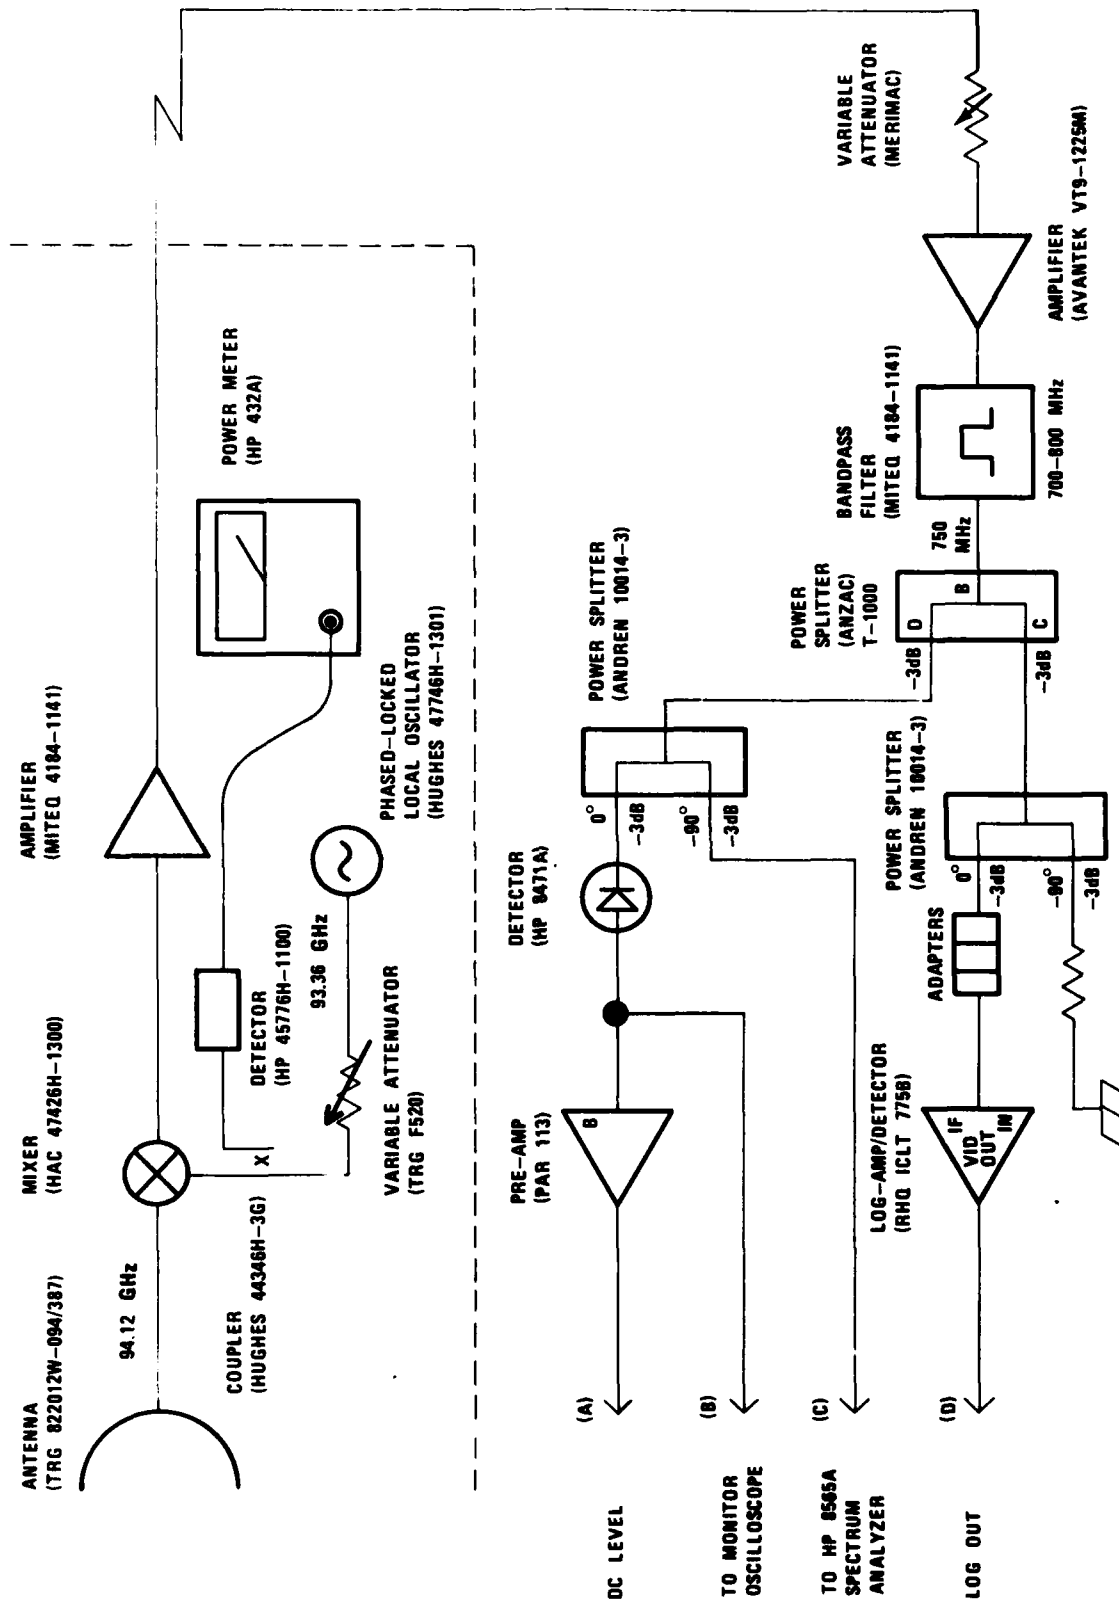 ANTENNA
(TRG 822012W-094/387)
94.12 GHz
MIXER
(HAC 47426H-1300)
AMPLIFIER
(MITEQ 4184-1141)
COUPLER
(HUGHES 44346H-3G)
X
DETECTOR
(HP 45776H-1100)
POWER METER
(HP 432A)
93.36 GHz
VARIABLE ATTENUATOR
(TRG F520)
PHASED-LOCKED
LOCAL OSCILLATOR
(HUGHES 47746H-1301)
DC LEVEL
(A)
PRE-AMP
(PAR 113)
B
DETECTOR
(HP 8471A)
0°
-3dB
-90°
-3dB
POWER SPLITTER
(ANDREN 10014-3)
TO MONITOR
OSCILLOSCOPE
(B)
TO HP 8565A
SPECTRUM
ANALYZER
(C)
LOG OUT
(D)
LOG-AMP/DETECTOR
(RHQ ICLT 775B)
IF
VID
OUT
IN
ADAPTERS
0°
-3dB
-90°
-3dB
POWER SPLITTER
(ANDREN 10014-3)
-3dB
-3dB
POWER
SPLITTER
(ANZAC)
T-1000
D
B
C
750
MHz
BANDPASS
FILTER
(MITEQ 4184-1141)
700-800 MHz
AMPLIFIER
(AVANTEK VT9-1225M)
VARIABLE
ATTENUATOR
(MERIMAC)